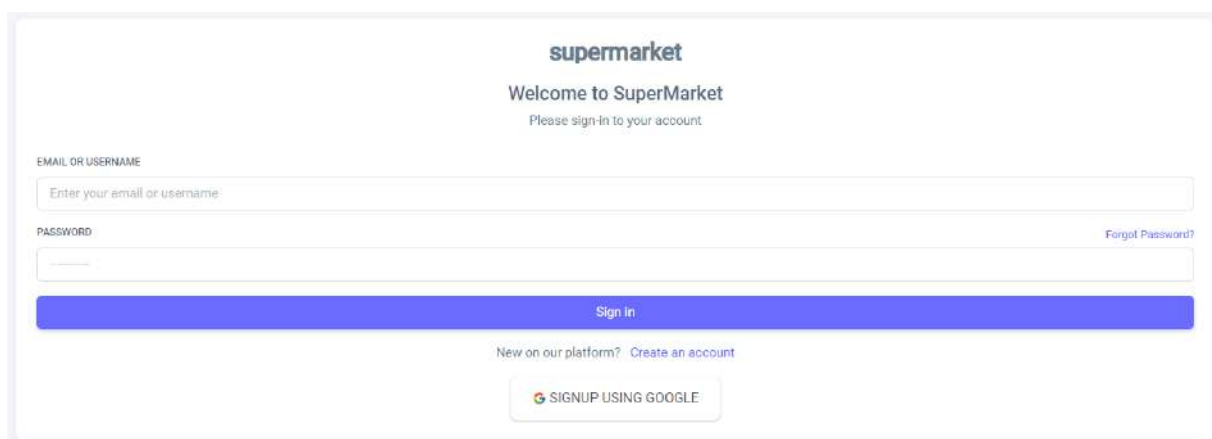 supermarket
Welcome to SuperMarket
Please sign-in to your account
EMAIL OR USERNAME
Enter your email or username
PASSWORD
Forgot Password?
Sign in
New on our platform? Create an account
SIGNUP USING GOOGLE